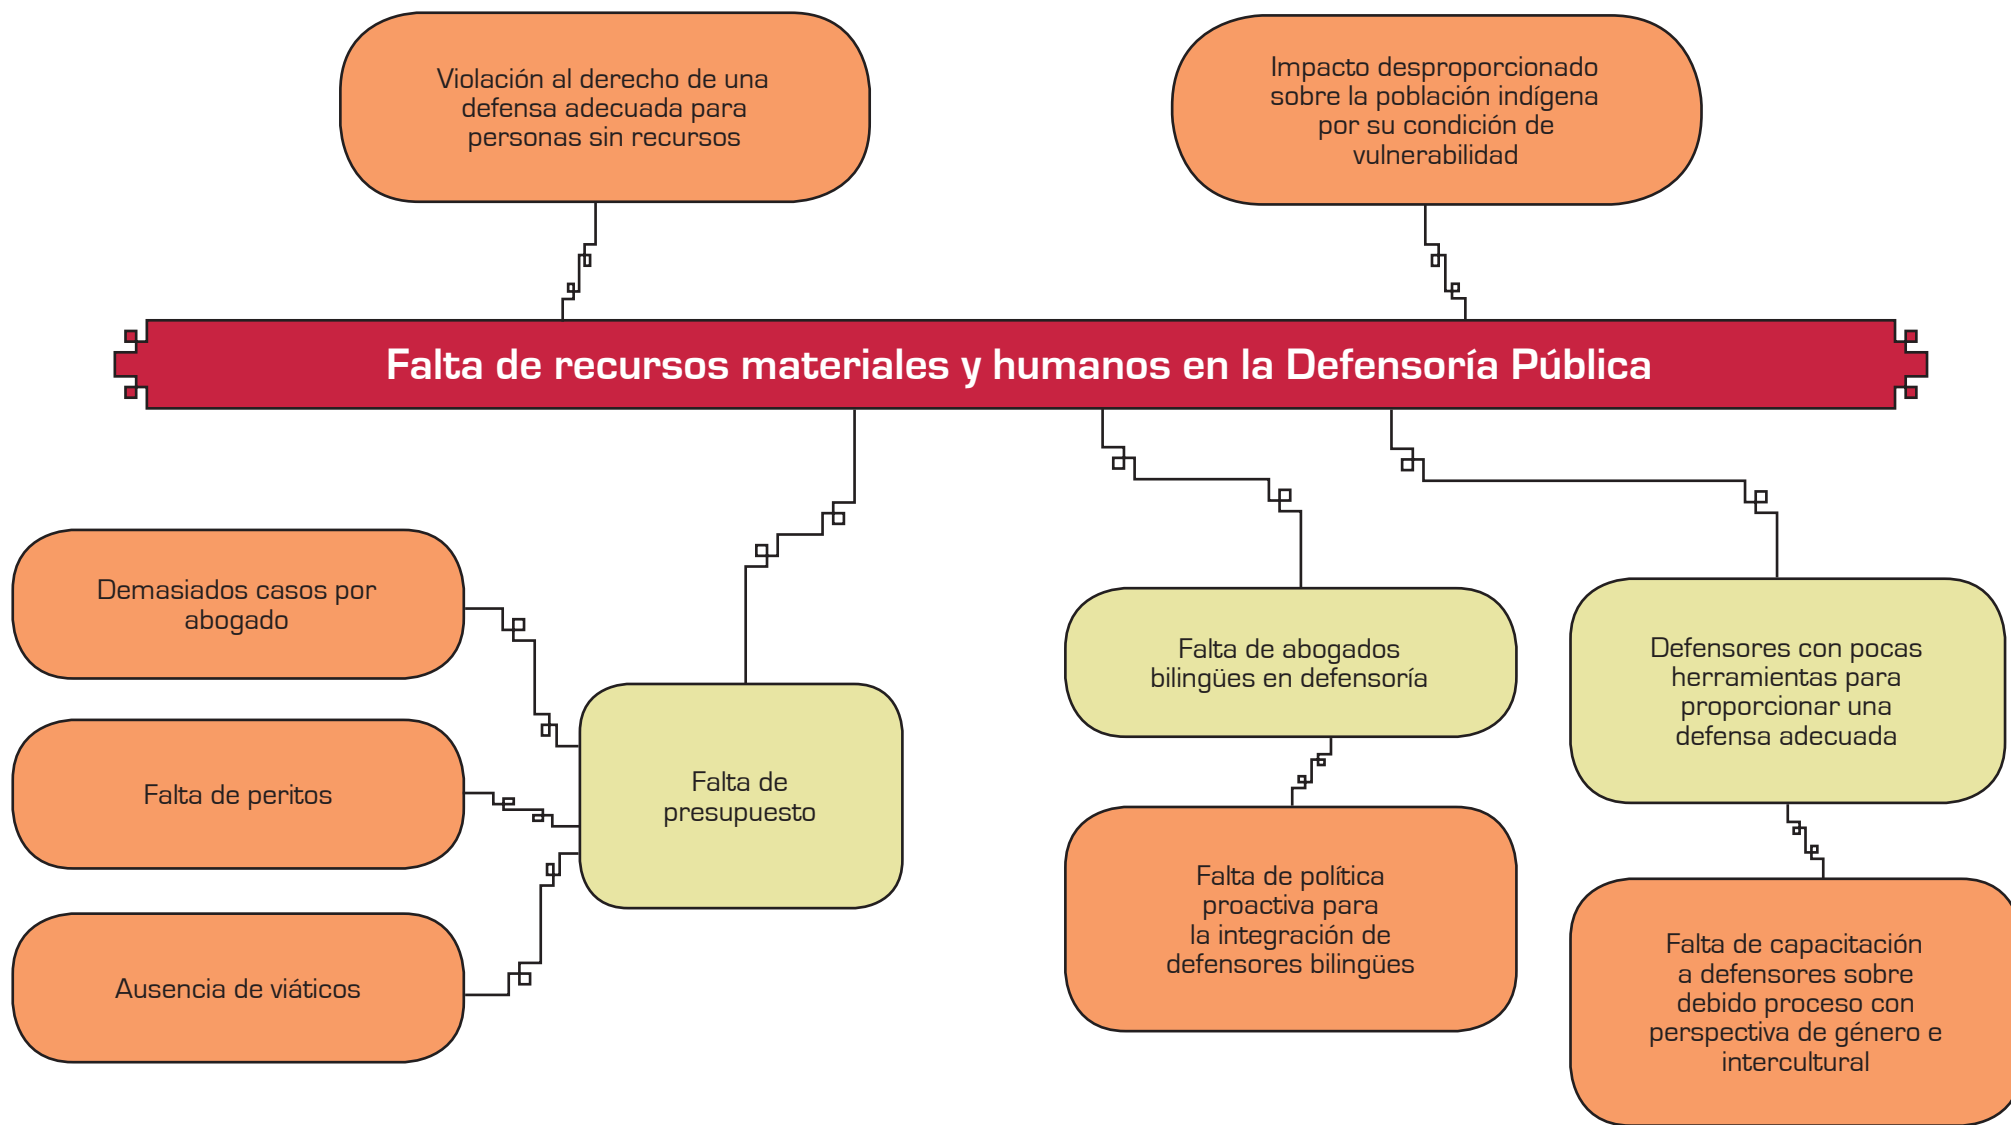 Violación al derecho de una
defensa adecuada para
personas sin recursos
Impacto desproporcionado
sobre la población indígena
por su condición de
vulnerabilidad
Falta de recursos materiales y humanos en la Defensoría Pública
Demasiados casos por
abogado
Falta de peritos
Ausencia de viáticos
Falta de
presupuesto
Falta de abogados
bilingües en defensoría
Falta de política
proactiva para
la integración de
defensores bilingües
Defensores con pocas
herramientas para
proporcionar una
defensa adecuada
Falta de capacitación
a defensores sobre
debido proceso con
perspectiva de género e
intercultural